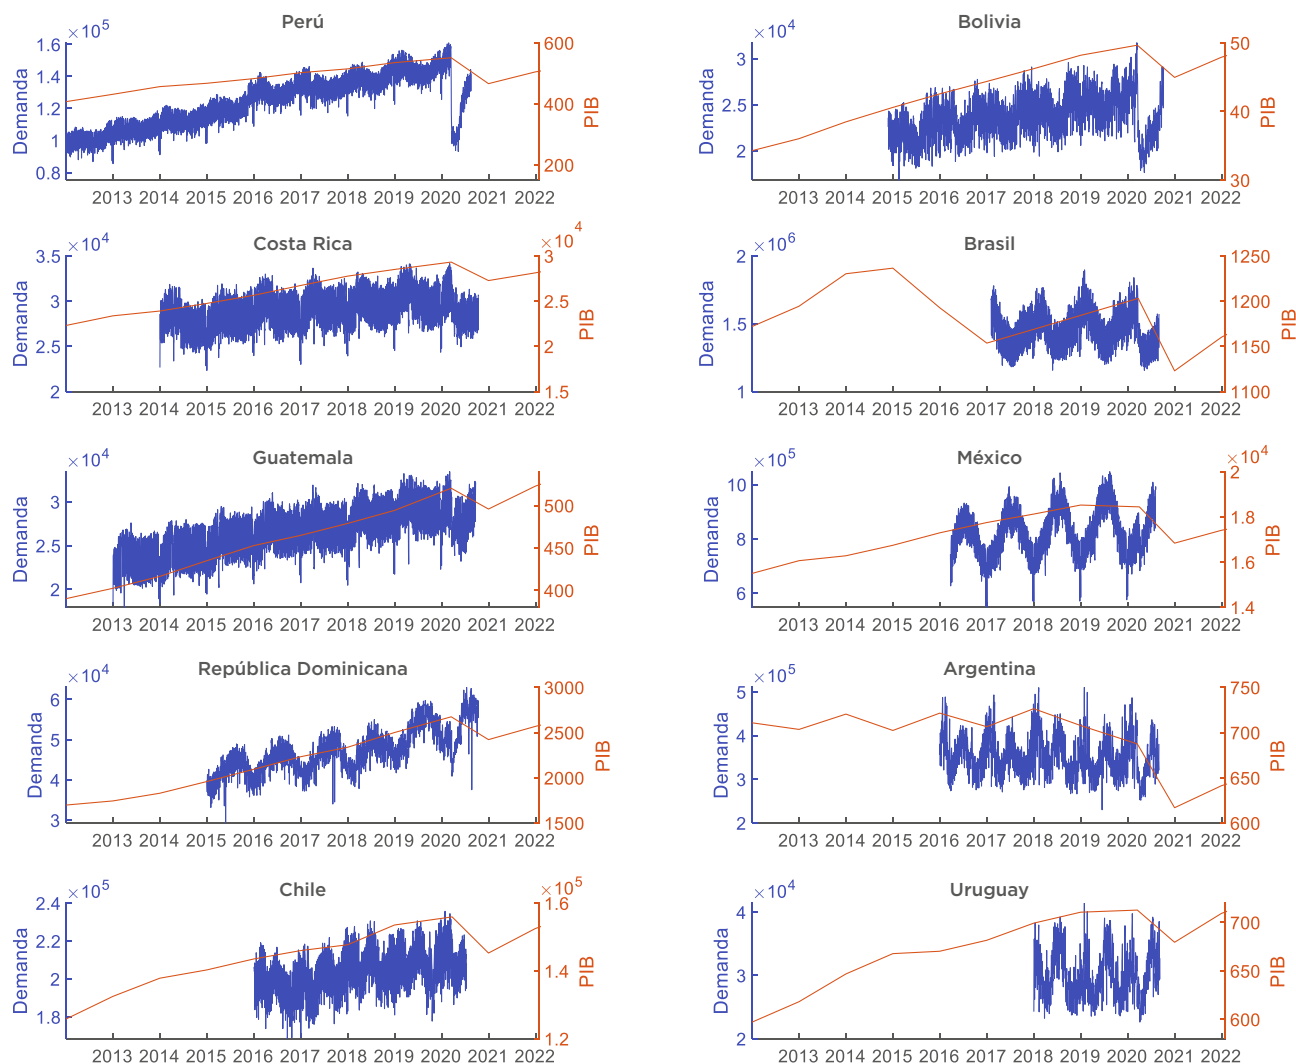 Perú
×10^5
1.6
1.4
1.2
1
0.8
Demanda
600
400
200
PIB
2013 2014 2015 2016 2017 2018 2019 2020 2021 2022
Bolivia
×10^4
3
2.5
2
Demanda
50
40
30
PIB
2013 2014 2015 2016 2017 2018 2019 2020 2021 2022
Costa Rica
×10^4
3.5
3
2.5
2
Demanda
×10^4
3
2.5
2
1.5
PIB
2013 2014 2015 2016 2017 2018 2019 2020 2021 2022
Brasil
×10^6
2
1.5
1
Demanda
1250
1200
1150
1100
PIB
2013 2014 2015 2016 2017 2018 2019 2020 2021 2022
Guatemala
×10^4
3
2.5
2
Demanda
500
450
400
PIB
2013 2014 2015 2016 2017 2018 2019 2020 2021 2022
México
×10^5
10
8
6
Demanda
×10^4
2
1.8
1.6
1.4
PIB
2013 2014 2015 2016 2017 2018 2019 2020 2021 2022
República Dominicana
×10^4
6
5
4
3
Demanda
3000
2500
2000
1500
PIB
2013 2014 2015 2016 2017 2018 2019 2020 2021 2022
Argentina
×10^5
5
4
3
2
Demanda
750
700
650
600
PIB
2013 2014 2015 2016 2017 2018 2019 2020 2021 2022
Chile
×10^5
2.4
2.2
2
1.8
Demanda
×10^5
1.6
1.4
1.2
PIB
2013 2014 2015 2016 2017 2018 2019 2020 2021 2022
Uruguay
×10^4
4
3
2
Demanda
700
650
600
PIB
2013 2014 2015 2016 2017 2018 2019 2020 2021 2022